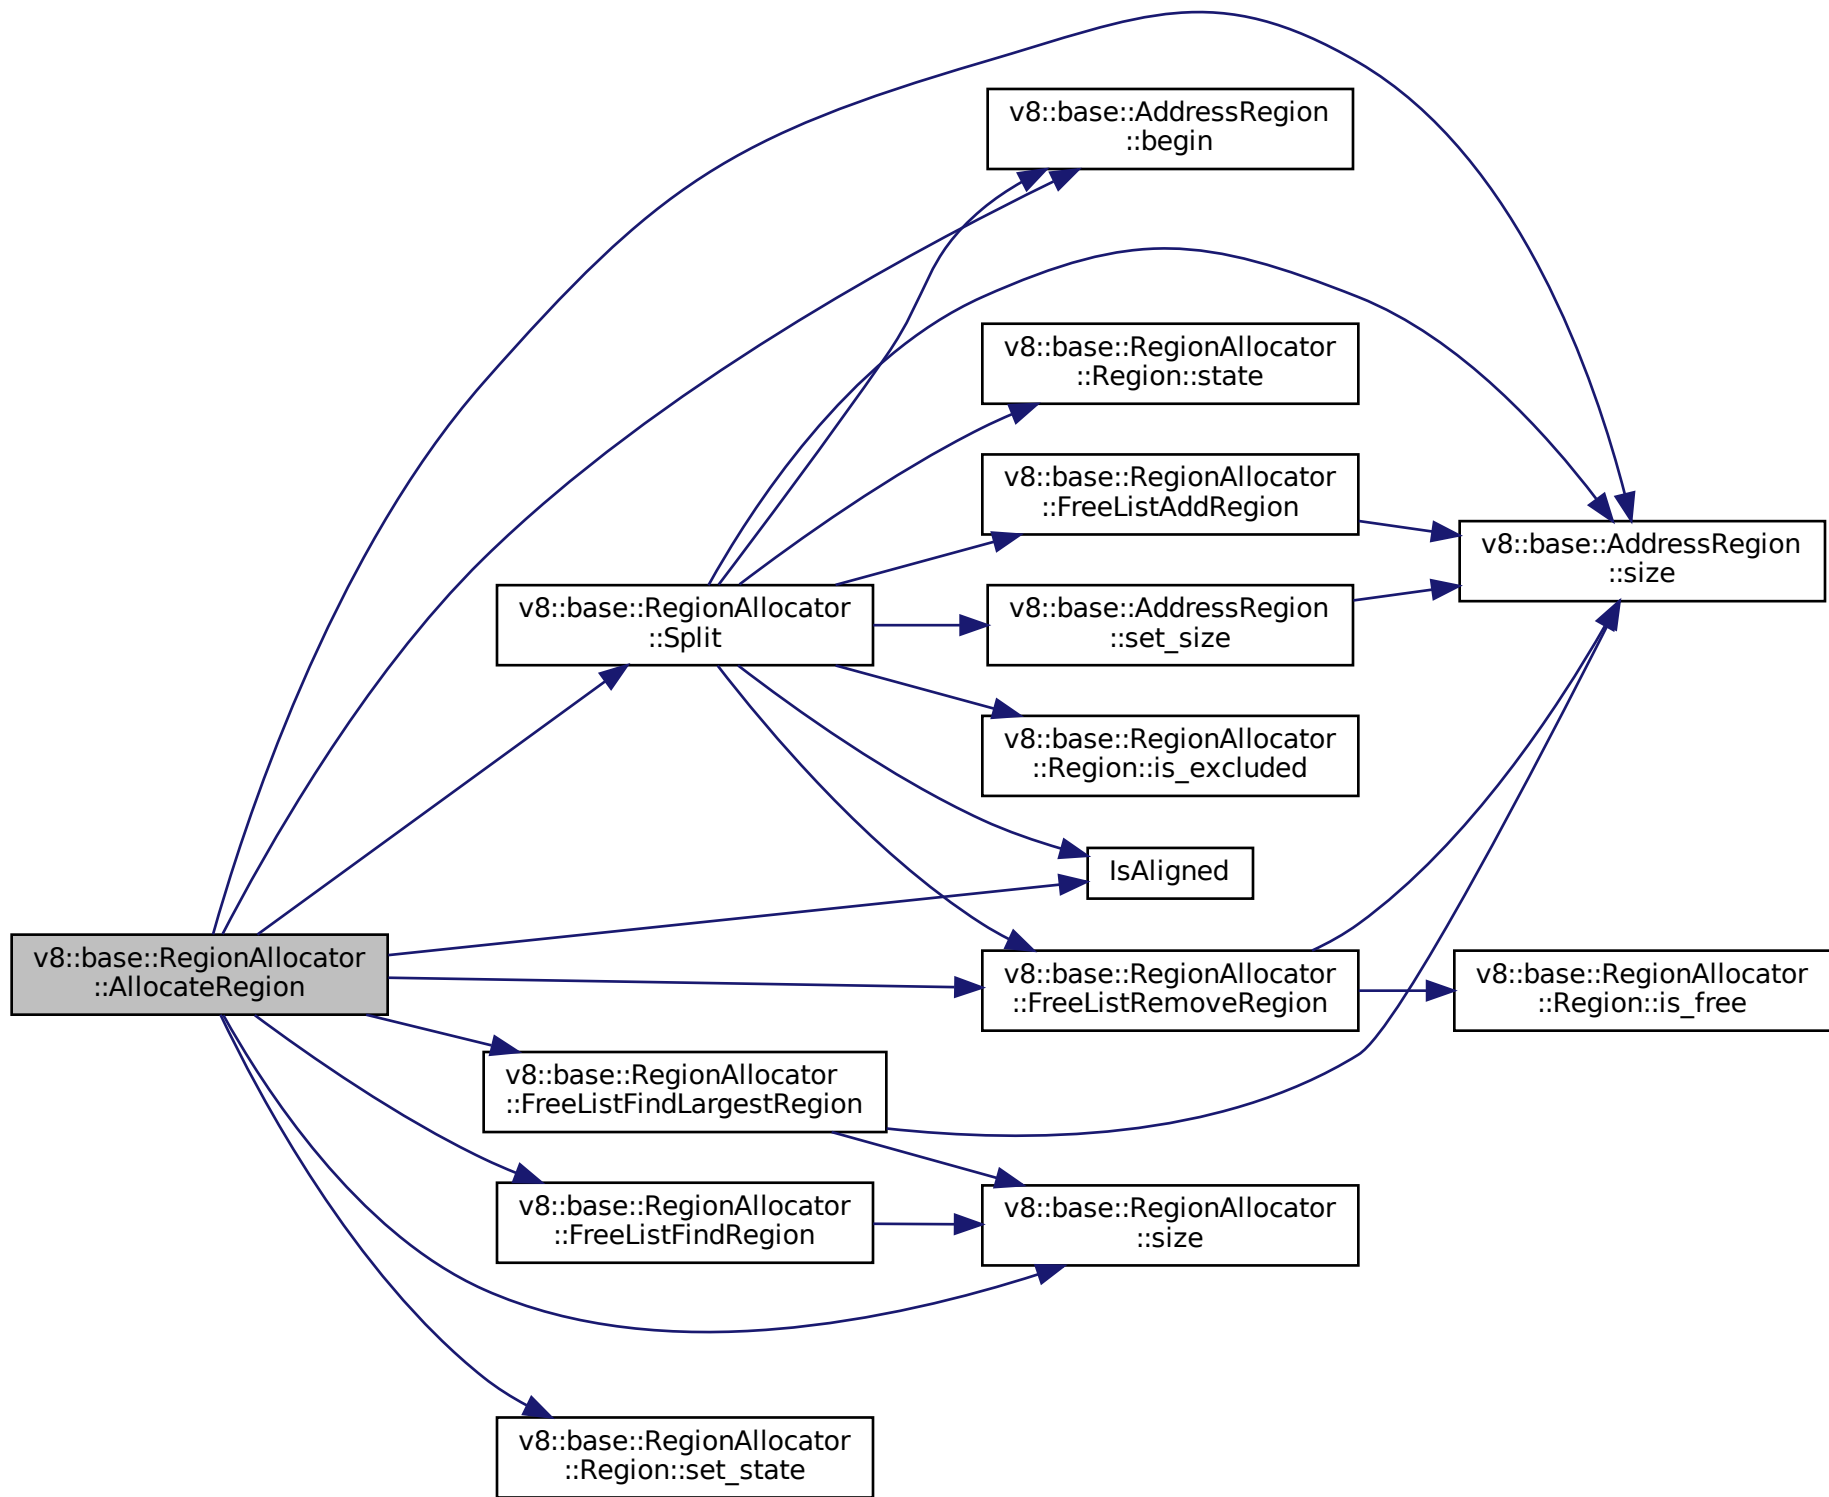 v8::base::AddressRegion
::begin
v8::base::RegionAllocator
::Region::state
v8::base::RegionAllocator
::FreeListAddRegion
v8::base::AddressRegion
::size
v8::base::RegionAllocator
::Split
v8::base::AddressRegion
::set_size
v8::base::RegionAllocator
::Region::is_excluded
IsAligned
v8::base::RegionAllocator
::AllocateRegion
v8::base::RegionAllocator
::FreeListRemoveRegion
v8::base::RegionAllocator
::Region::is_free
v8::base::RegionAllocator
::FreeListFindLargestRegion
v8::base::RegionAllocator
::FreeListFindRegion
v8::base::RegionAllocator
::size
v8::base::RegionAllocator
::Region::set_state